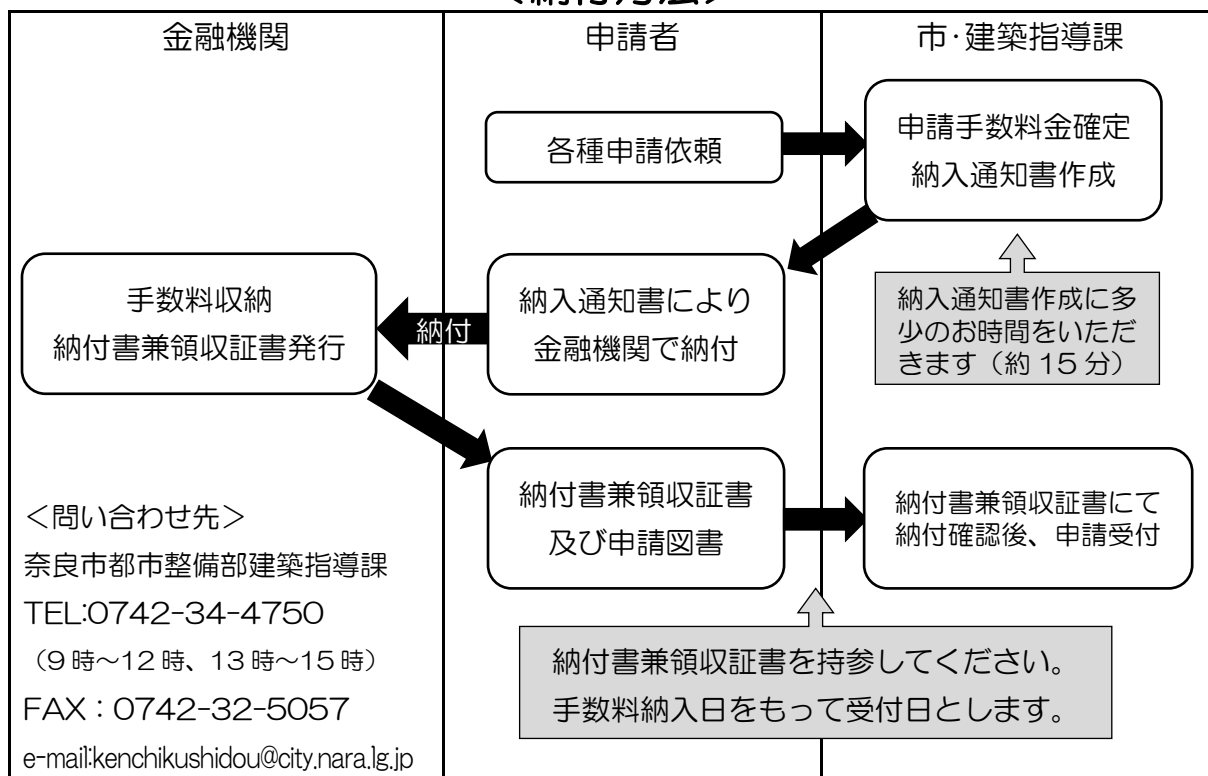 <納付方法>
金融機関
申請者
市・建築指導課
各種申請依頼
申請手数料金確定
納入通知書作成
手数料収納
納付書兼領収証書発行
納付
納入通知書により
金融機関で納付
納入通知書作成に多
少のお時間をいただ
きます（約 15 分）
納付書兼領収証書
及び申請図書
納付書兼領収証書にて
納付確認後、申請受付
納付書兼領収証書を持参してください。
手数料納入日をもって受付日とします。
＜問い合わせ先＞
奈良市都市整備部建築指導課
TEL:0742-34-4750
（9 時～12 時、13 時～15 時）
FAX：0742-32-5057
e-mail:kenchikushidou@city.nara.lg.jp